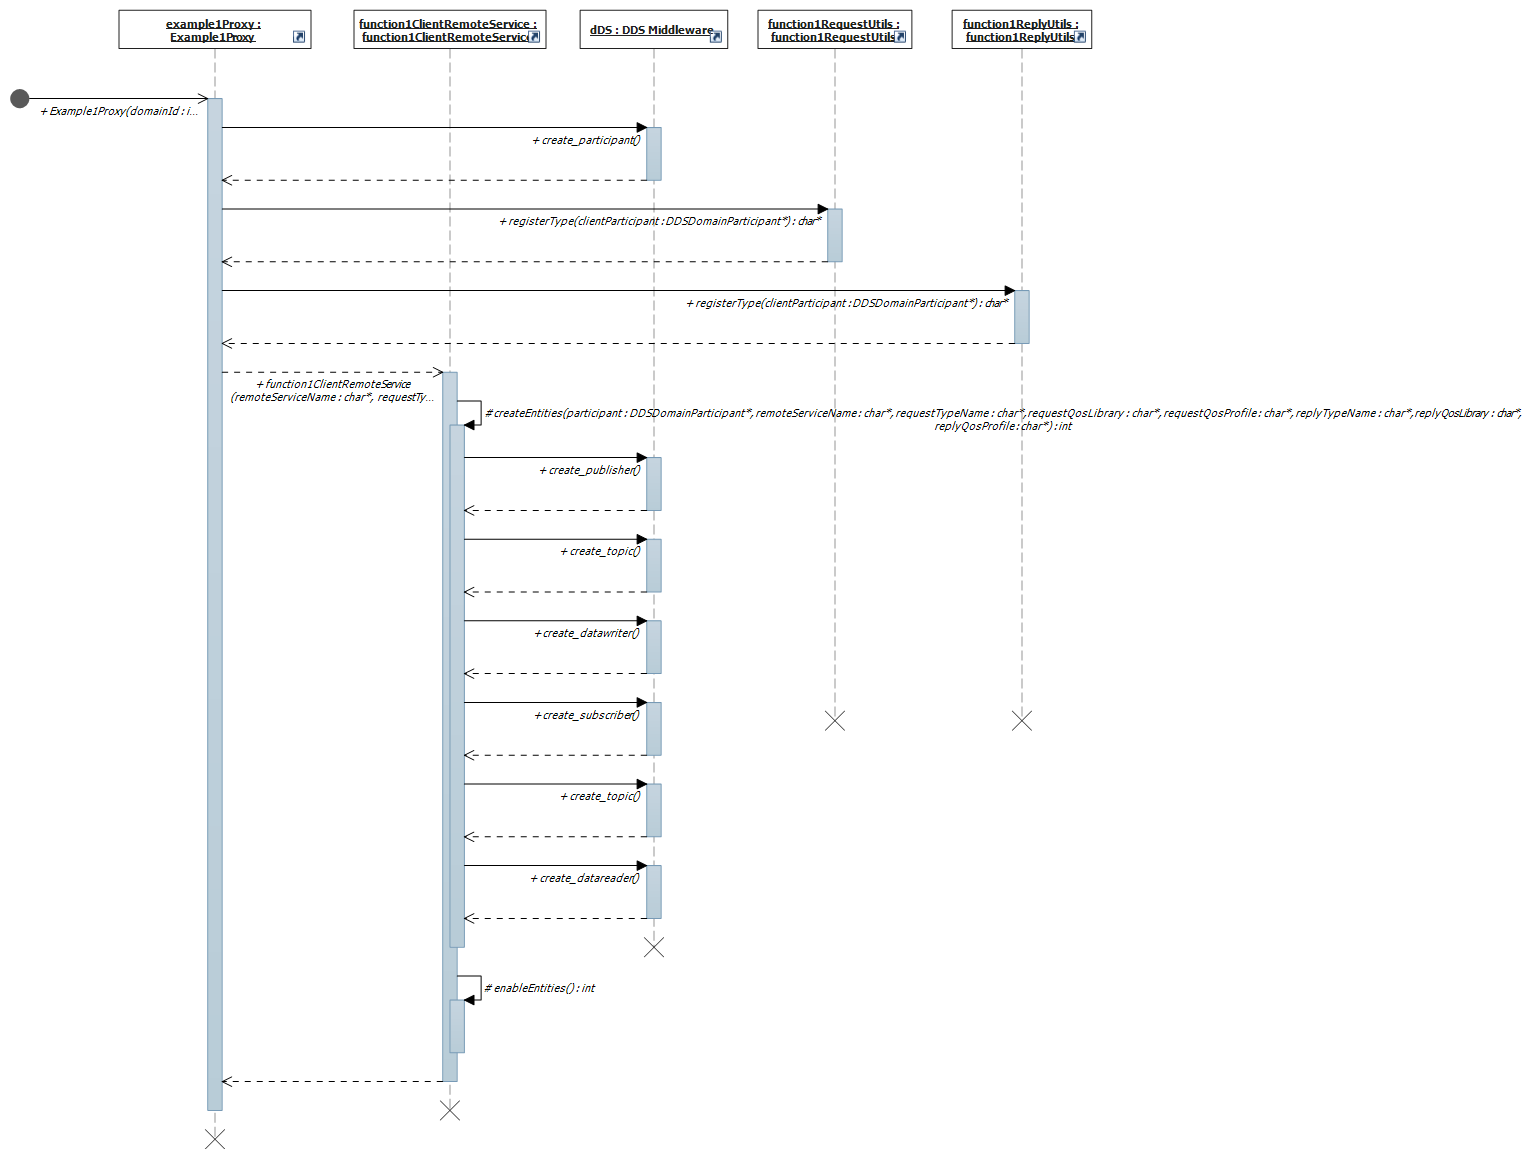 example1Proxy :
Example1Proxy
function1ClientRemoteService :
function1ClientRemoteService
dDS : DDS Middleware
function1RequestUtils :
function1RequestUtils
function1ReplyUtils :
function1ReplyUtils
+ Example1Proxy(domainId : i...
+ create_participant()
+ registerType(clientParticipant : DDSDomainParticipant*) : char*
+ registerType(clientParticipant : DDSDomainParticipant*) : char*
+ function1ClientRemoteService
(remoteServiceName : char*, requestTy...
# createEntities(participant : DDSDomainParticipant*, remoteServiceName : char*, requestTypeName : char*, requestQosLibrary : char*, requestQosProfile : char*, replyTypeName : char*, replyQosLibrary : char*,
replyQosProfile : char*) : int
+ create_publisher()
+ create_topic()
+ create_datawriter()
+ create_subscriber()
+ create_topic()
+ create_datareader()
# enableEntities() : int